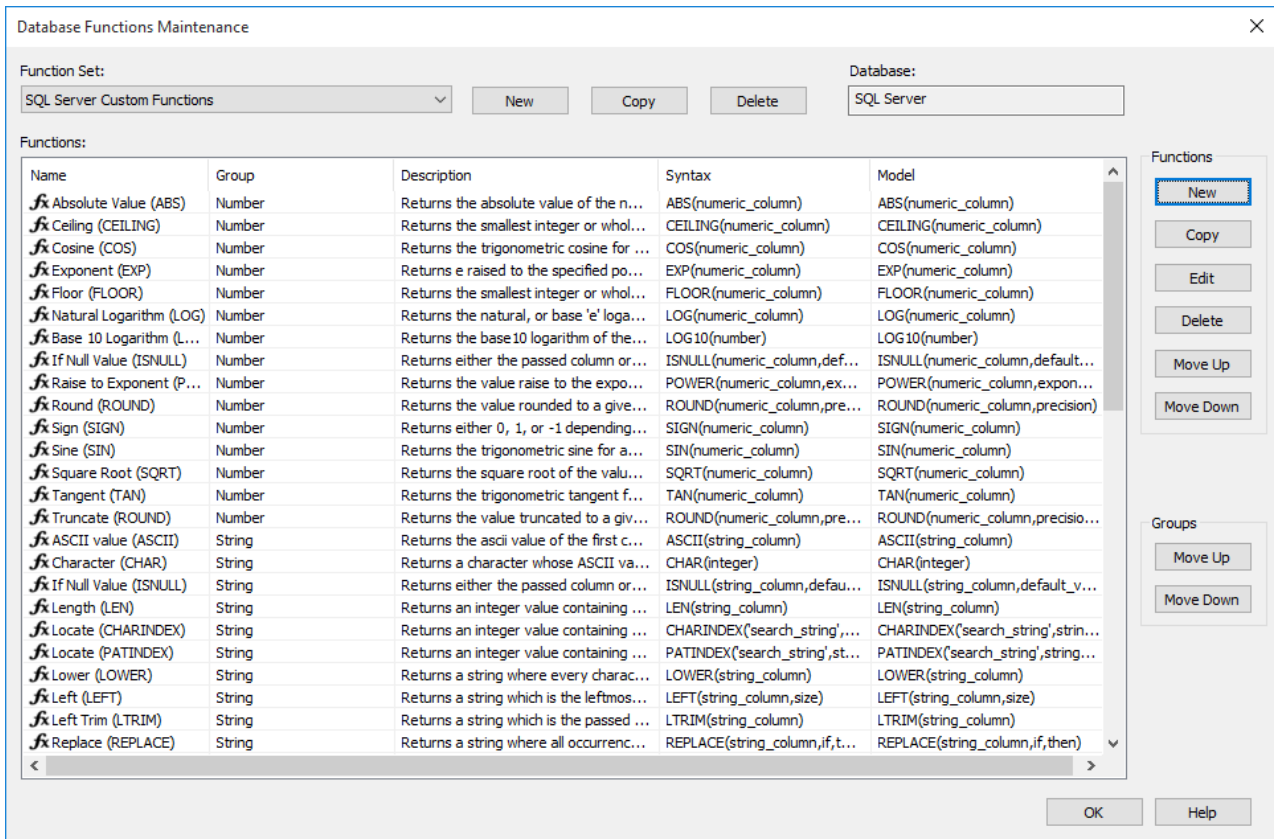 Database Functions Maintenance
Function Set:
Database:
SQL Server Custom Functions New Copy Delete SQL Server
Functions:
Name Group Description Syntax Model
Absolute Value (ABS) Number Returns the absolute value of the n... ABS(numeric_column) ABS(numeric_column)
Ceiling (CEILING) Number Returns the smallest integer or whol... CEILING(numeric_column) CEILING(numeric_column)
Cosine (COS) Number Returns the trigonometric cosine for ... COS(numeric_column) COS(numeric_column)
Exponent (EXP) Number Returns e raised to the specified po... EXP(numeric_column) EXP(numeric_column)
Floor (FLOOR) Number Returns the smallest integer or whol... FLOOR(numeric_column) FLOOR(numeric_column)
Natural Logarithm (LOG) Number Returns the natural, or base 'e' loga... LOG(numeric_column) LOG(numeric_column)
Base 10 Logarithm (L... Number Returns the base10 logarithm of the... LOG10(number) LOG10(number)
If Null Value (ISNULL) Number Returns either the passed column or... ISNULL(numeric_column,def... ISNULL(numeric_column,default...
Raise to Exponent (P... Number Returns the value raise to the expo... POWER(numeric_column,ex... POWER(numeric_column,expon...
Round (ROUND) Number Returns the value rounded to a give... ROUND(numeric_column,pre... ROUND(numeric_column,precision)
Sign (SIGN) Number Returns either 0, 1, or -1 depending... SIGN(numeric_column) SIGN(numeric_column)
Sine (SIN) Number Returns the trigonometric sine for a... SIN(numeric_column) SIN(numeric_column)
Square Root (SQRT) Number Returns the square root of the valu... SQRT(numeric_column) SQRT(numeric_column)
Tangent (TAN) Number Returns the trigonometric tangent f... TAN(numeric_column) TAN(numeric_column)
Truncate (ROUND) Number Returns the value truncated to a giv... ROUND(numeric_column,pre... ROUND(numeric_column,precisio...
ASCII value (ASCII) String Returns the ascii value of the first c... ASCII(string_column) ASCII(string_column)
Character (CHAR) String Returns a character whose ASCII va... CHAR(integer) CHAR(integer)
If Null Value (ISNULL) String Returns either the passed column or... ISNULL(string_column,defau... ISNULL(string_column,default_v...
Length (LEN) String Returns an integer value containing ... LEN(string_column) LEN(string_column)
Locate (CHARINDEX) String Returns an integer value containing ... CHARINDEX('search_string',... CHARINDEX('search_string',strin...
Locate (PATINDEX) String Returns an integer value containing ... PATINDEX('search_string',st... PATINDEX('search_string',string...
Lower (LOWER) String Returns a string where every charac... LOWER(string_column) LOWER(string_column)
Left (LEFT) String Returns a string which is the leftmos... LEFT(string_column,size) LEFT(string_column,size)
Left Trim (LTRIM) String Returns a string which is the passed ... LTRIM(string_column) LTRIM(string_column)
Replace (REPLACE) String Returns a string where all occurrenc... REPLACE(string_column,if,t... REPLACE(string_column,if,then)
Functions
New
Copy
Edit
Delete
Move Up
Move Down
Groups
Move Up
Move Down
OK Help